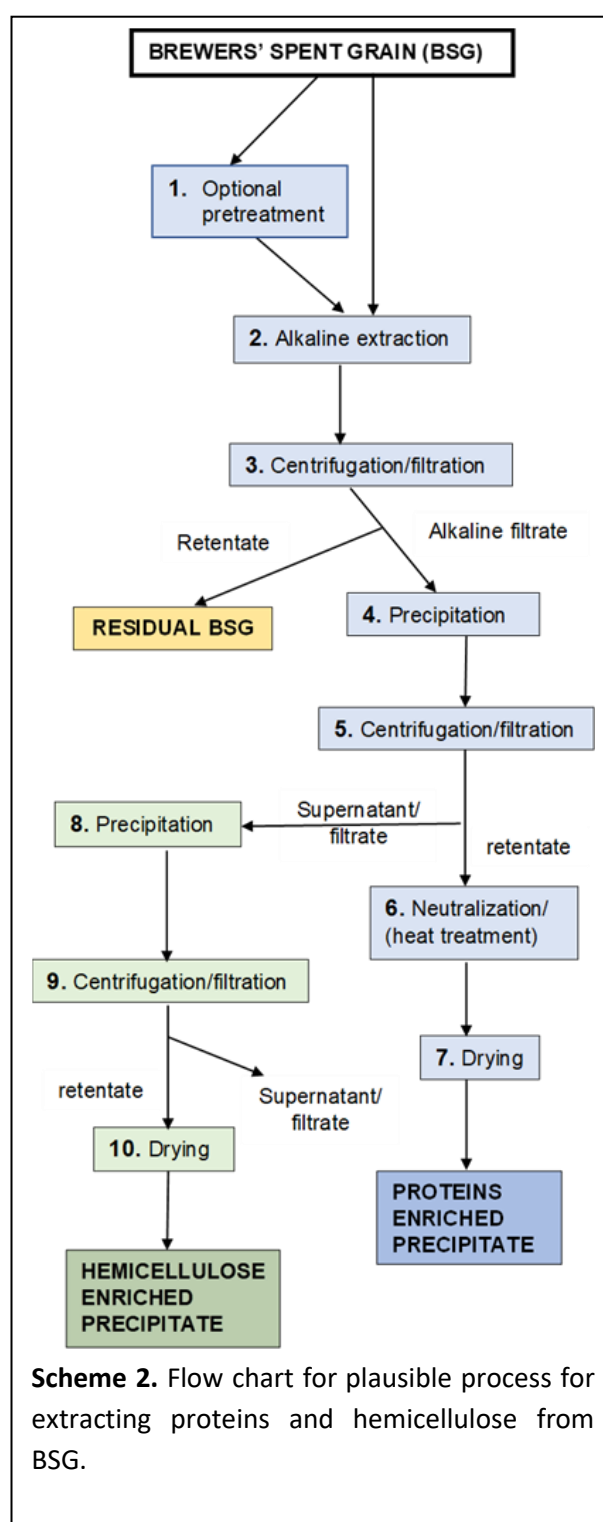 BREWERS' SPENT GRAIN (BSG)
1. Optional
pretreatment
2. Alkaline extraction
3. Centrifugation/filtration
Retentate
Alkaline filtrate
RESIDUAL BSG
4. Precipitation
5. Centrifugation/filtration
8. Precipitation
Supernatant/
filtrate
retentate
6. Neutralization/
(heat treatment)
9. Centrifugation/filtration
7. Drying
retentate
Supernatant/
filtrate
10. Drying
PROTEINS
ENRICHED
PRECIPITATE
HEMICELLULOSE
ENRICHED
PRECIPITATE
Scheme 2. Flow chart for plausible process for
extracting proteins and hemicellulose from
BSG.